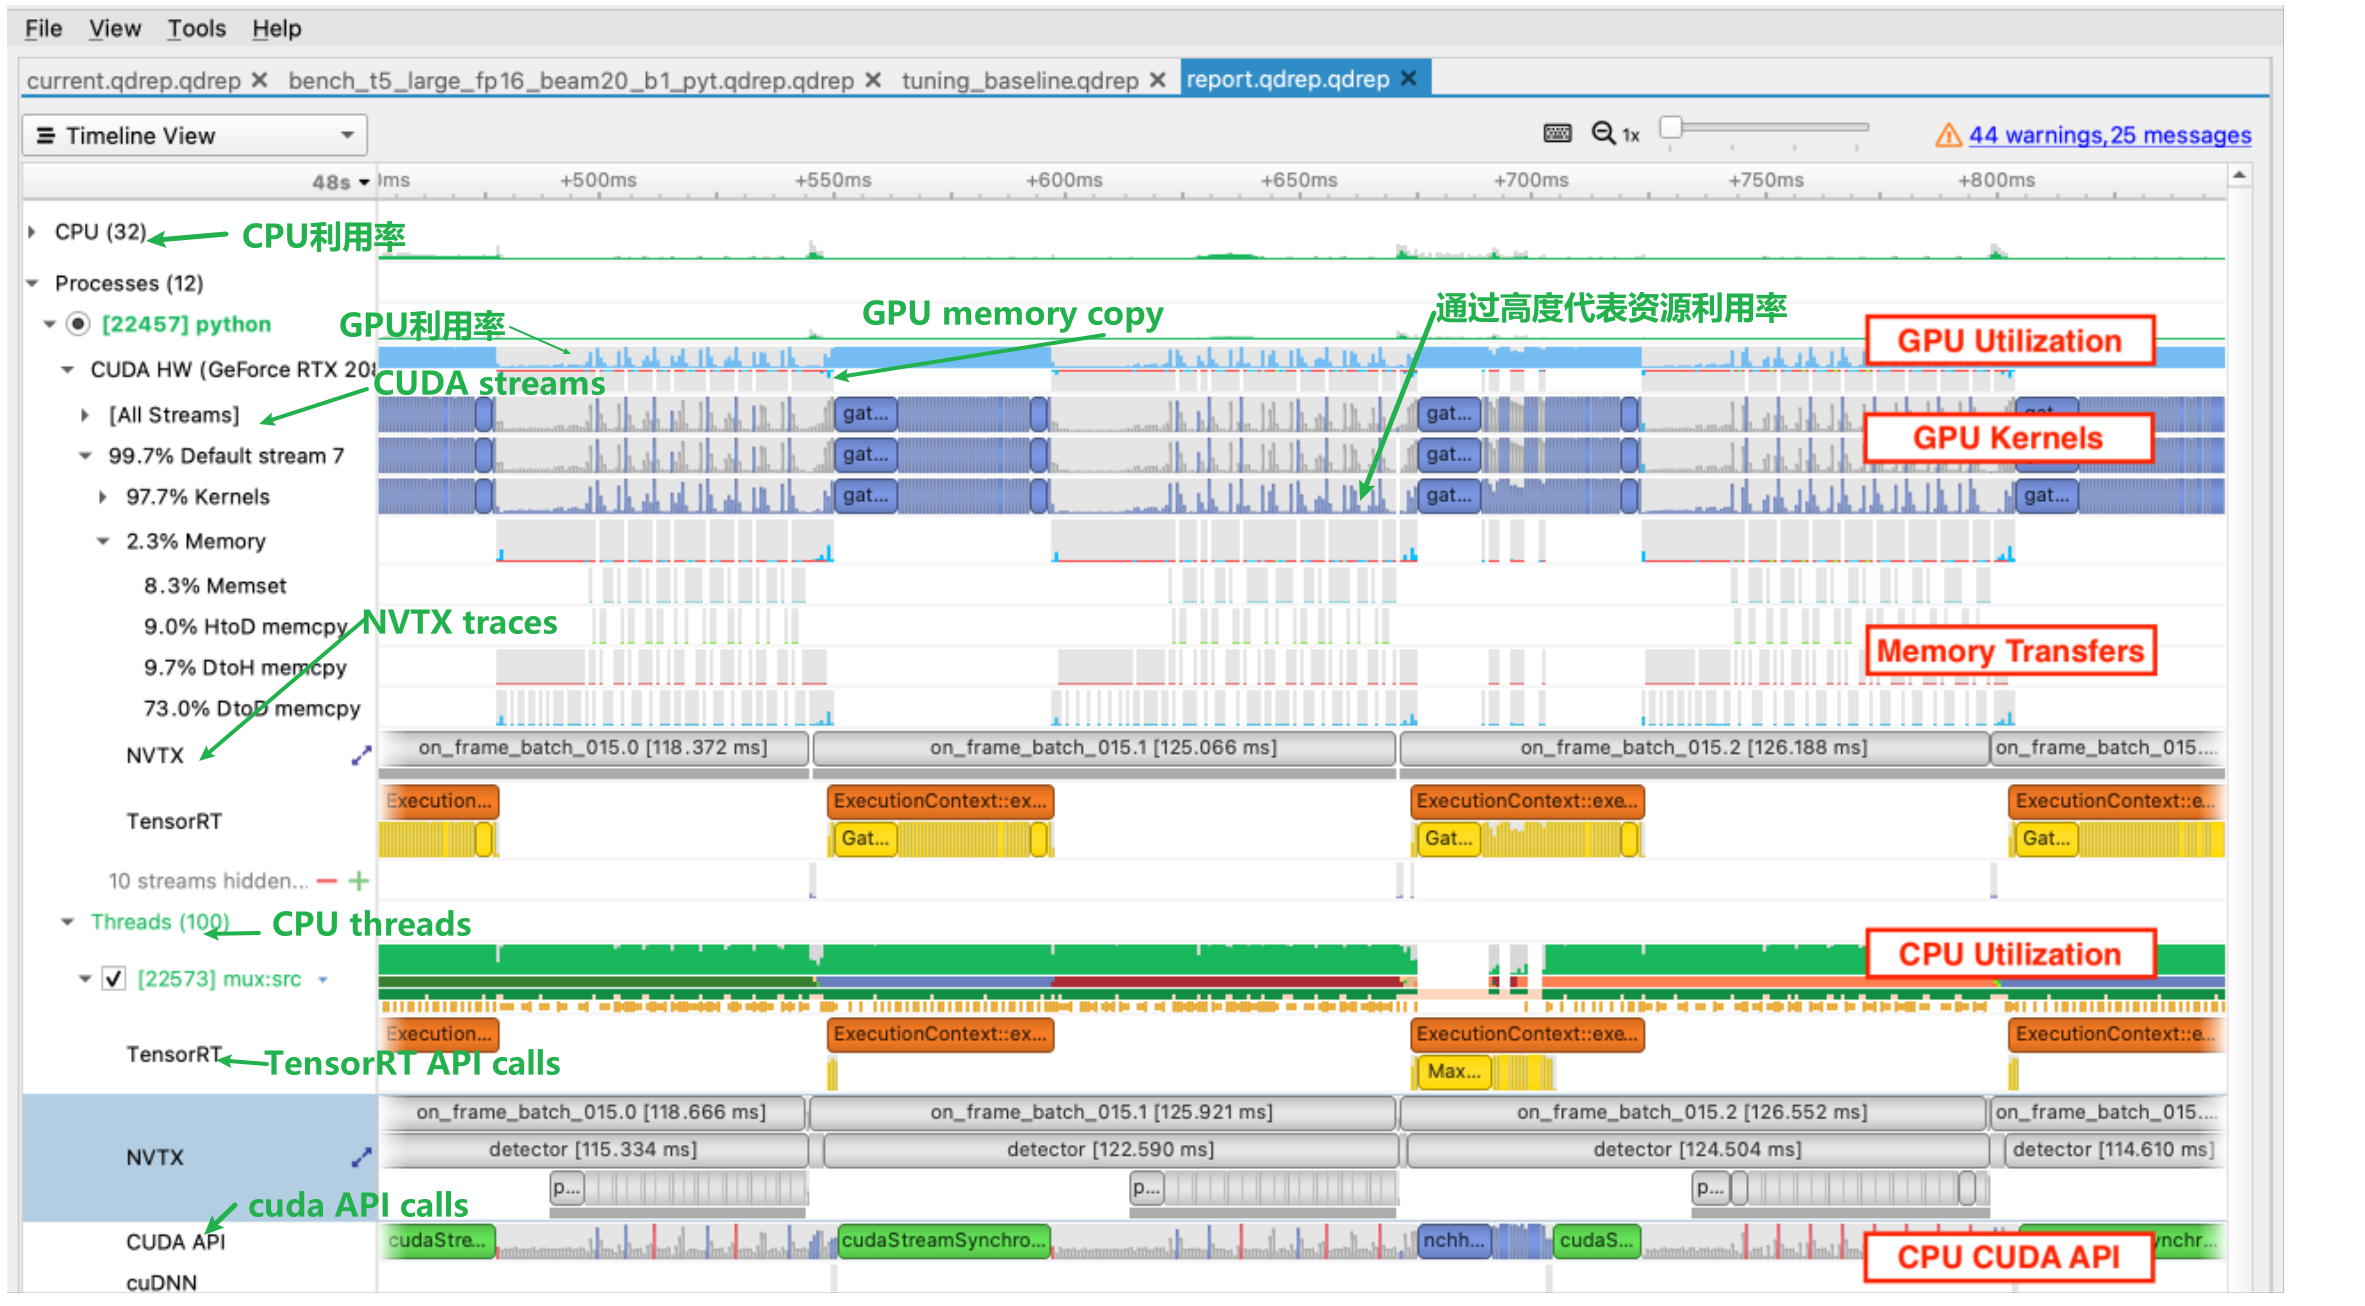 File View Tools Help
current.qdrep.qdrep × bench_t5_large_fp16_beam20_b1_pyt.qdrep.qdrep × tuning_baseline.qdrep × report.qdrep.qdrep ×
Timeline View
1x
44 warnings,25 messages
48s
+500ms +550ms +600ms +650ms +700ms +750ms +800ms
CPU (32)
CPU利用率
Processes (12)
[22457] python
GPU利用率
GPU memory copy
通过高度代表资源利用率
GPU Utilization
CUDA HW (GeForce RTX 208
CUDA streams
[All Streams]
gat... gat... gat...
GPU Kernels
99.7% Default stream 7
gat... gat...
97.7% Kernels
gat... gat... gat...
2.3% Memory
8.3% Memset
9.0% HtoD memcpy
NVTX traces
Memory Transfers
9.7% DtoH memcpy
73.0% DtoD memcpy
NVTX
on_frame_batch_015.0 [118.372 ms] on_frame_batch_015.1 [125.066 ms] on_frame_batch_015.2 [126.188 ms] on_frame_batch_015....
TensorRT
Execution... ExecutionContext::ex... ExecutionContext::exe... ExecutionContext::e...
Gat... Gat... Gat...
10 streams hidden... − +
Threads (100)
CPU threads
CPU Utilization
[22573] mux:src
TensorRT
Execution... ExecutionContext::ex... ExecutionContext::exe... ExecutionContext::e...
TensorRT API calls
Max...
NVTX
on_frame_batch_015.0 [118.666 ms] on_frame_batch_015.1 [125.921 ms] on_frame_batch_015.2 [126.552 ms] on_frame_batch_015....
detector [115.334 ms] detector [122.590 ms] detector [124.504 ms] detector [114.610 ms]
p... p... p...
cuda API calls
CUDA API
cudaStre... cudaStreamSynchro... nchh... cudaS... ynchr...
CPU CUDA API
cuDNN